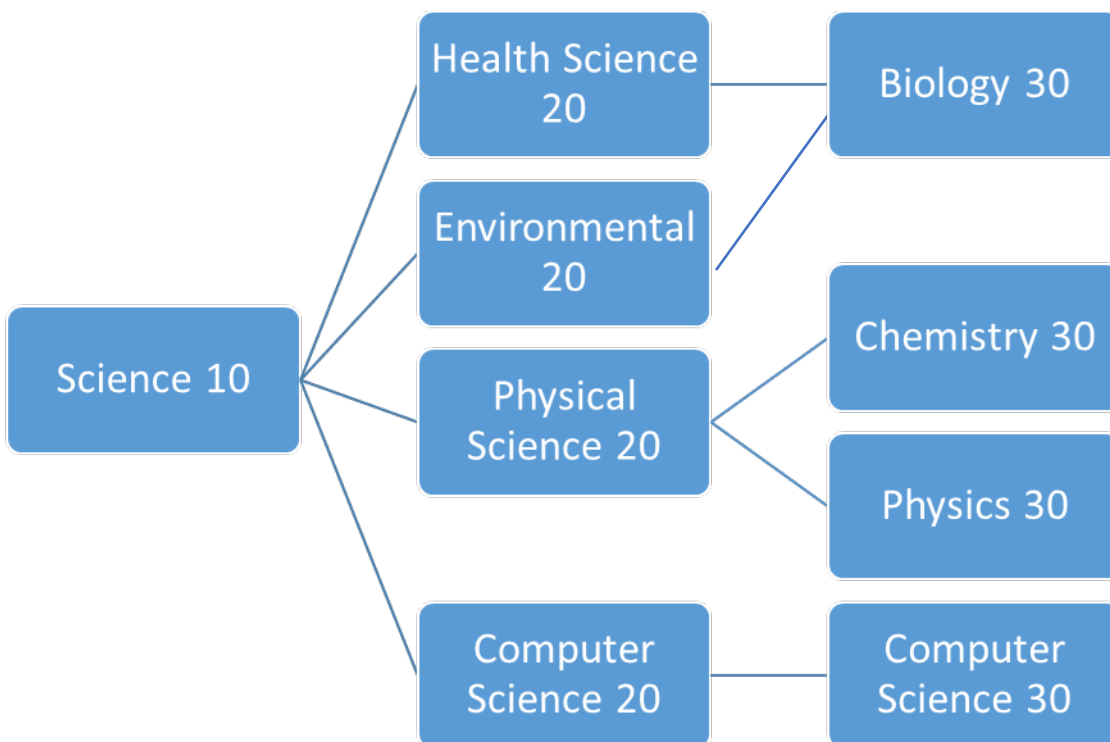 Health Science
20
Biology 30
Environmental
20
Science 10
Chemistry 30
Physical
Science 20
Physics 30
Computer
Science 20
Computer
Science 30